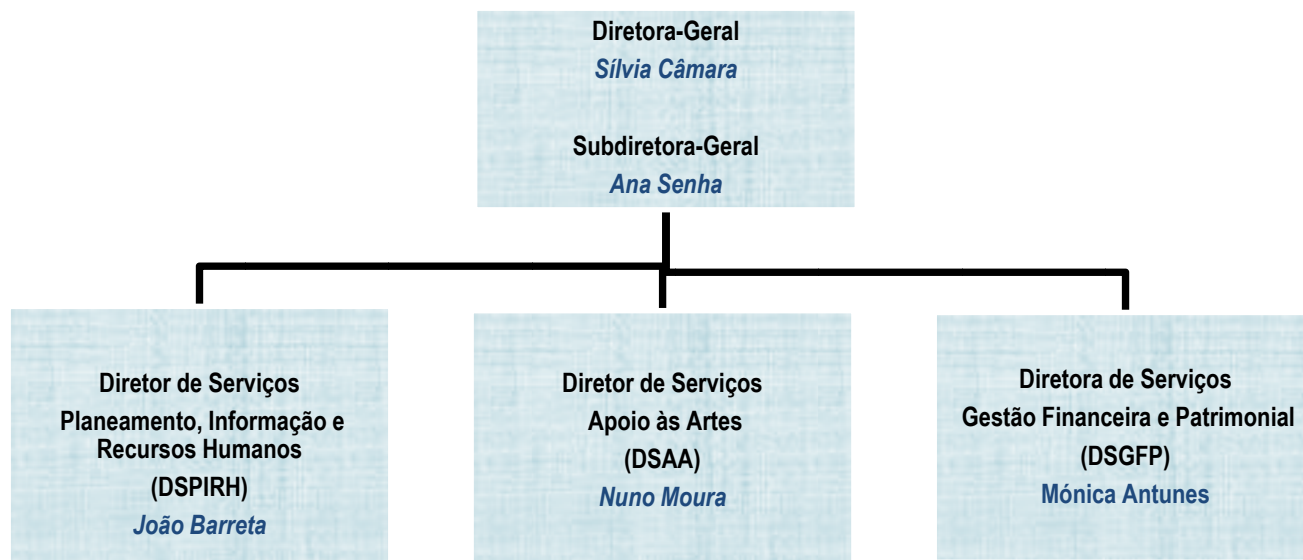 Diretora-Geral
Sílvia Câmara
Subdiretora-Geral
Ana Senha
Diretor de Serviços
Planeamento, Informação e
Recursos Humanos
(DSPIRH)
João Barreta
Diretor de Serviços
Apoio às Artes
(DSAA)
Nuno Moura
Diretora de Serviços
Gestão Financeira e Patrimonial
(DSGFP)
Mónica Antunes